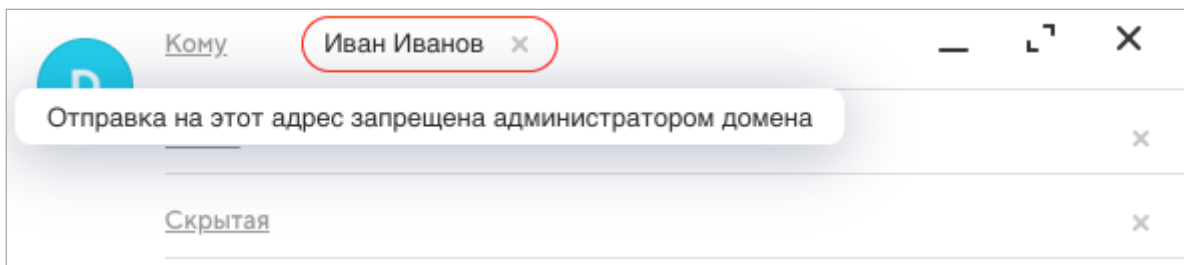 Кому Иван Иванов
Отправка на этот адрес запрещена администратором домена
Скрытая